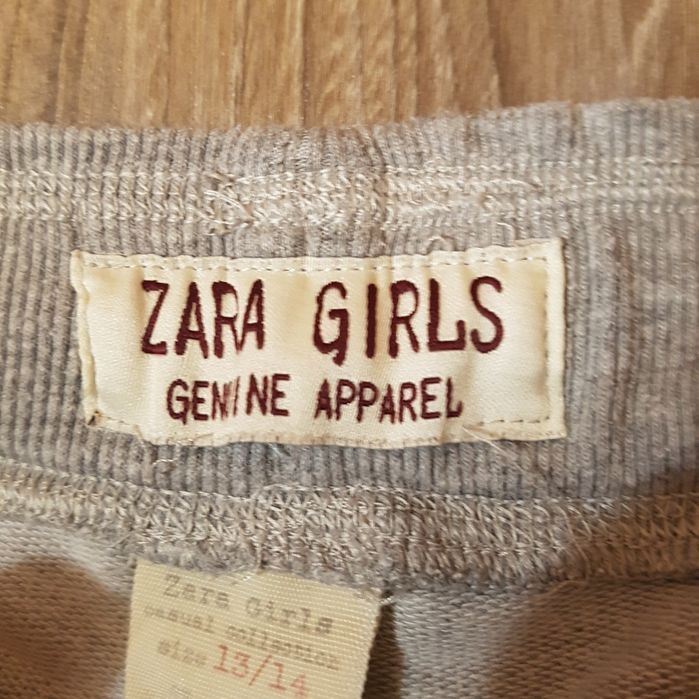 ZARA GIRLS
GENUINE APPAREL
Zara Girls
casual collection
size 13/14